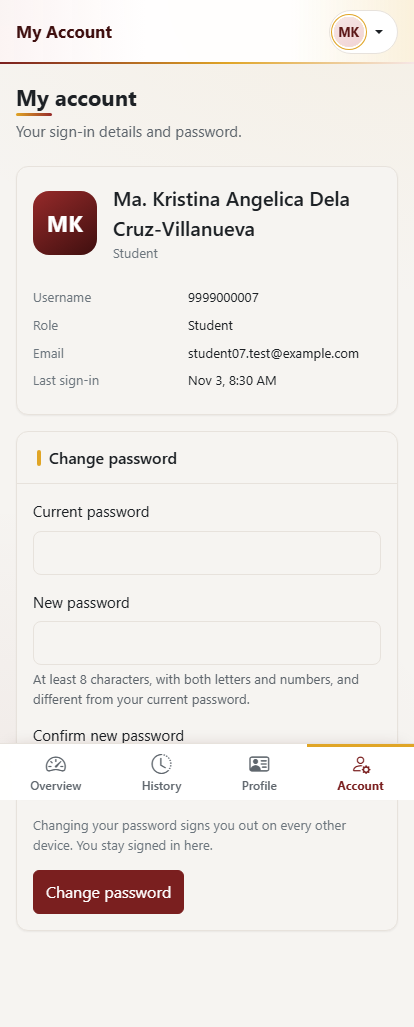 My Account
MK
My account
Your sign-in details and password.
MK
Ma. Kristina Angelica Dela
Cruz-Villanueva
Student
Username 9999000007
Role Student
Email student07.test@example.com
Last sign-in Nov 3, 8:30 AM
Change password
Current password
New password
At least 8 characters, with both letters and numbers, and
different from your current password.
Confirm new password
Overview History Profile Account
Changing your password signs you out on every other
device. You stay signed in here.
Change password